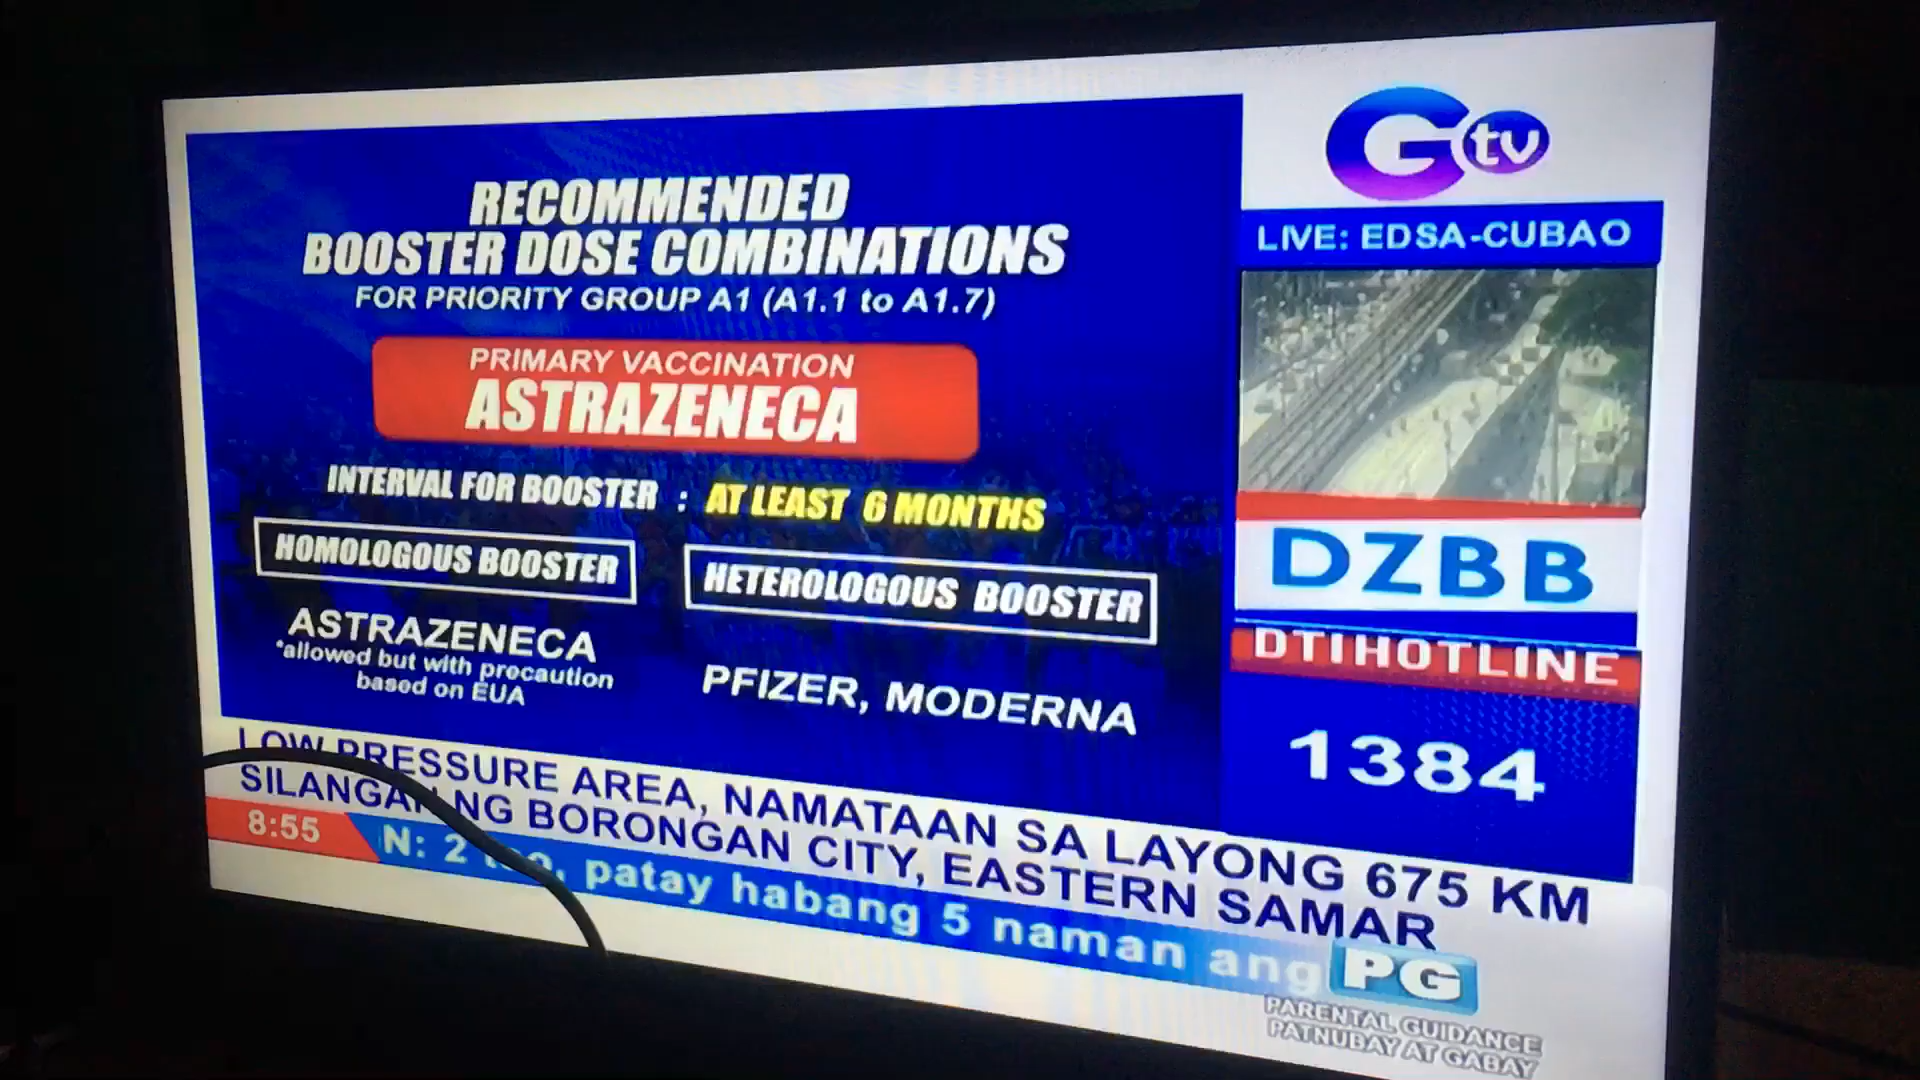 RECOMMENDED
BOOSTER DOSE COMBINATIONS
FOR PRIORITY GROUP A1 (A1.1 to A1.7)
PRIMARY VACCINATION
ASTRAZENECA
INTERVAL FOR BOOSTER : AT LEAST 6 MONTHS
HOMOLOGOUS BOOSTER
ASTRAZENECA
*allowed but with precaution
based on EUA
HETEROLOGOUS BOOSTER
PFIZER, MODERNA
Gtv
LIVE: EDSA-CUBAO
DZBB
DTI HOTLINE
1384
LOW PRESSURE AREA, NAMATAAN SA LAYONG 675 KM
SILANGAN NG BORONGAN CITY, EASTERN SAMAR
8:55
N: 2 patay habang 5 naman ang
PG
PARENTAL GUIDANCE
PATNUBAY AT GABAY